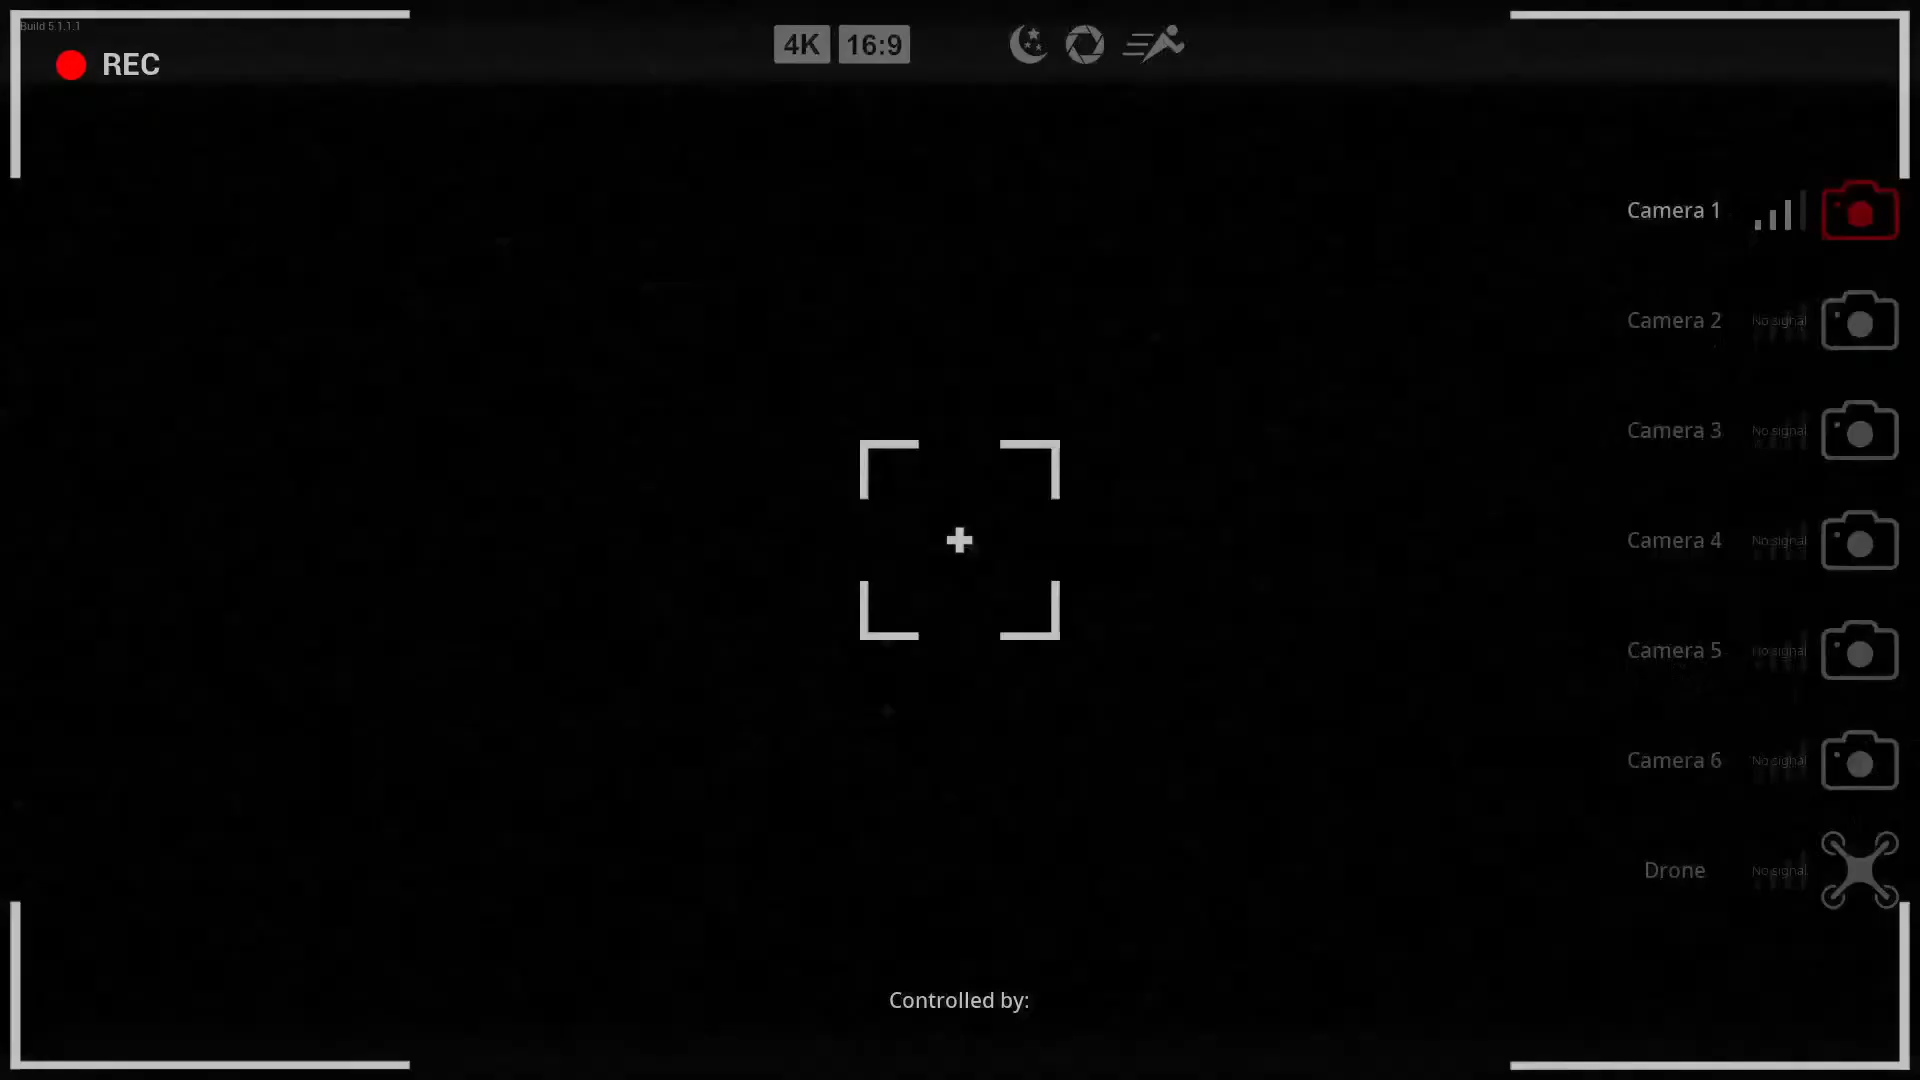 Build 5.1.1.1
REC
4K 16:9
Camera 1
Camera 2 No signal
Camera 3 No signal
Camera 4 No signal
Camera 5 No signal
Camera 6 No signal
Drone No signal
Controlled by: